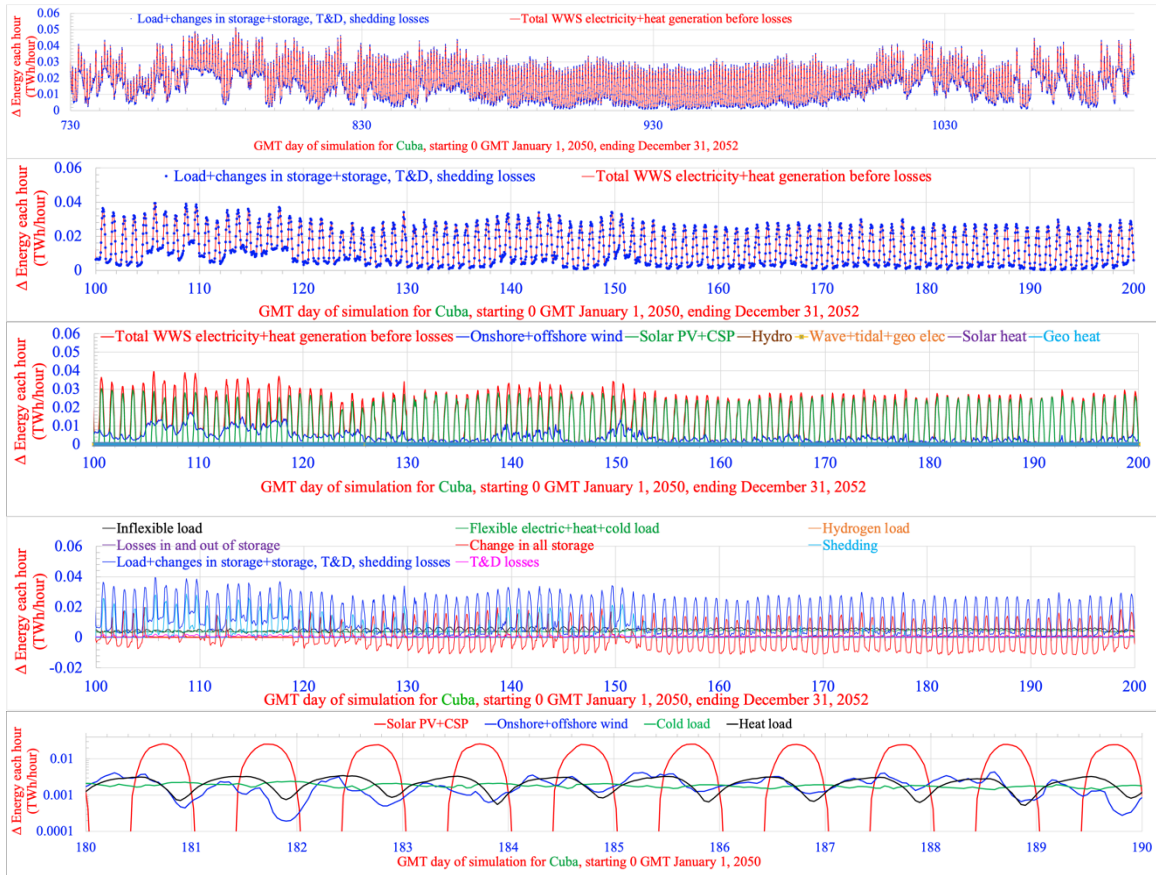 Load+changes in storage+storage, T&D, shedding losses Total WWS electricity+heat generation before losses
Δ Energy each hour
(TWh/hour)
0.06
0.05
0.04
0.03
0.02
0.01
0
730 830 930 1030
GMT day of simulation for Cuba, starting 0 GMT January 1, 2050, ending December 31, 2052
Load+changes in storage+storage, T&D, shedding losses Total WWS electricity+heat generation before losses
Δ Energy each hour
(TWh/hour)
0.06
0.04
0.02
0
100 110 120 130 140 150 160 170 180 190 200
GMT day of simulation for Cuba, starting 0 GMT January 1, 2050, ending December 31, 2052
Total WWS electricity+heat generation before losses Onshore+offshore wind Solar PV+CSP Hydro Wave+tidal+geo elec Solar heat Geo heat
Δ Energy each hour
(TWh/hour)
0.06
0.05
0.04
0.03
0.02
0.01
0
100 110 120 130 140 150 160 170 180 190 200
GMT day of simulation for Cuba, starting 0 GMT January 1, 2050, ending December 31, 2052
Inflexible load Flexible electric+heat+cold load Hydrogen load
Losses in and out of storage Change in all storage Shedding
Load+changes in storage+storage, T&D, shedding losses T&D losses
Δ Energy each hour
(TWh/hour)
0.06
0.04
0.02
0
-0.02
100 110 120 130 140 150 160 170 180 190 200
GMT day of simulation for Cuba, starting 0 GMT January 1, 2050, ending December 31, 2052
Solar PV+CSP Onshore+offshore wind Cold load Heat load
Δ Energy each hour
(TWh/hour)
0.01
0.001
0.0001
180 181 182 183 184 185 186 187 188 189 190
GMT day of simulation for Cuba, starting 0 GMT January 1, 2050